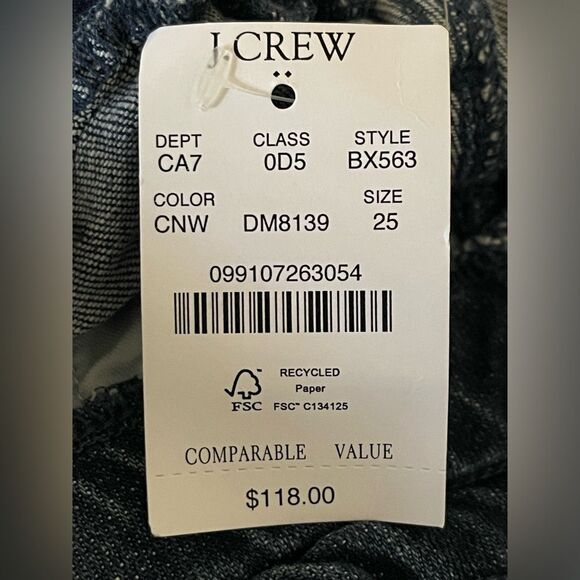 J.CREW
DEPT CLASS STYLE
CA7 0D5 BX563
COLOR SIZE
CNW DM8139 25
099107263054
RECYCLED
Paper
FSC FSC™ C134125
COMPARABLE VALUE
$118.00